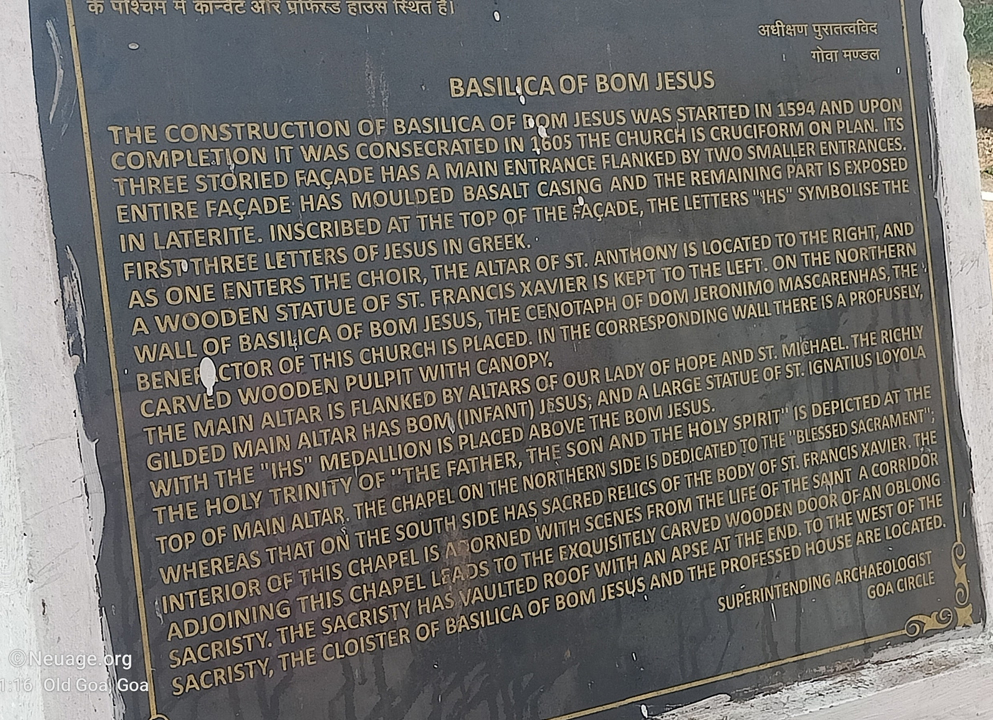 के पश्चिम में कान्वेंट और प्रोफेस्ड हाउस स्थित है।
अधीक्षण पुरातत्वविद
गोवा मण्डल
BASILICA OF BOM JESUS
THE CONSTRUCTION OF BASILICA OF BOM JESUS WAS STARTED IN 1594 AND UPON
COMPLETION IT WAS CONSECRATED IN 1605 THE CHURCH IS CRUCIFORM ON PLAN. ITS
THREE STORIED FAÇADE HAS A MAIN ENTRANCE FLANKED BY TWO SMALLER ENTRANCES.
ENTIRE FAÇADE HAS MOULDED BASALT CASING AND THE REMAINING PART IS EXPOSED
IN LATERITE. INSCRIBED AT THE TOP OF THE FAÇADE, THE LETTERS "IHS" SYMBOLISE THE
FIRST THREE LETTERS OF JESUS IN GREEK.
AS ONE ENTERS THE CHOIR, THE ALTAR OF ST. ANTHONY IS LOCATED TO THE RIGHT, AND
A WOODEN STATUE OF ST. FRANCIS XAVIER IS KEPT TO THE LEFT. ON THE NORTHERN
WALL OF BASILICA OF BOM JESUS, THE CENOTAPH OF DOM JERONIMO MASCARENHAS, THE
BENEFACTOR OF THIS CHURCH IS PLACED. IN THE CORRESPONDING WALL THERE IS A PROFUSELY,
CARVED WOODEN PULPIT WITH CANOPY.
THE MAIN ALTAR IS FLANKED BY ALTARS OF OUR LADY OF HOPE AND ST. MICHAEL. THE RICHLY
GILDED MAIN ALTAR HAS BOM (INFANT) JESUS; AND A LARGE STATUE OF ST. IGNATIUS LOYOLA
WITH THE "IHS" MEDALLION IS PLACED ABOVE THE BOM JESUS.
THE HOLY TRINITY OF "THE FATHER, THE SON AND THE HOLY SPIRIT" IS DEPICTED AT THE
TOP OF MAIN ALTAR. THE CHAPEL ON THE NORTHERN SIDE IS DEDICATED TO THE "BLESSED SACRAMENT";
WHEREAS THAT ON THE SOUTH SIDE HAS SACRED RELICS OF THE BODY OF ST. FRANCIS XAVIER. THE
INTERIOR OF THIS CHAPEL IS ADORNED WITH SCENES FROM THE LIFE OF THE SAINT A CORRIDOR
ADJOINING THIS CHAPEL LEADS TO THE EXQUISITELY CARVED WOODEN DOOR OF AN OBLONG
SACRISTY. THE SACRISTY HAS VAULTED ROOF WITH AN APSE AT THE END. TO THE WEST OF THE
SACRISTY, THE CLOISTER OF BASILICA OF BOM JESUS AND THE PROFESSED HOUSE ARE LOCATED.
SUPERINTENDING ARCHAEOLOGIST
GOA CIRCLE
©Neuage.org
1:16 Old Goa, Goa